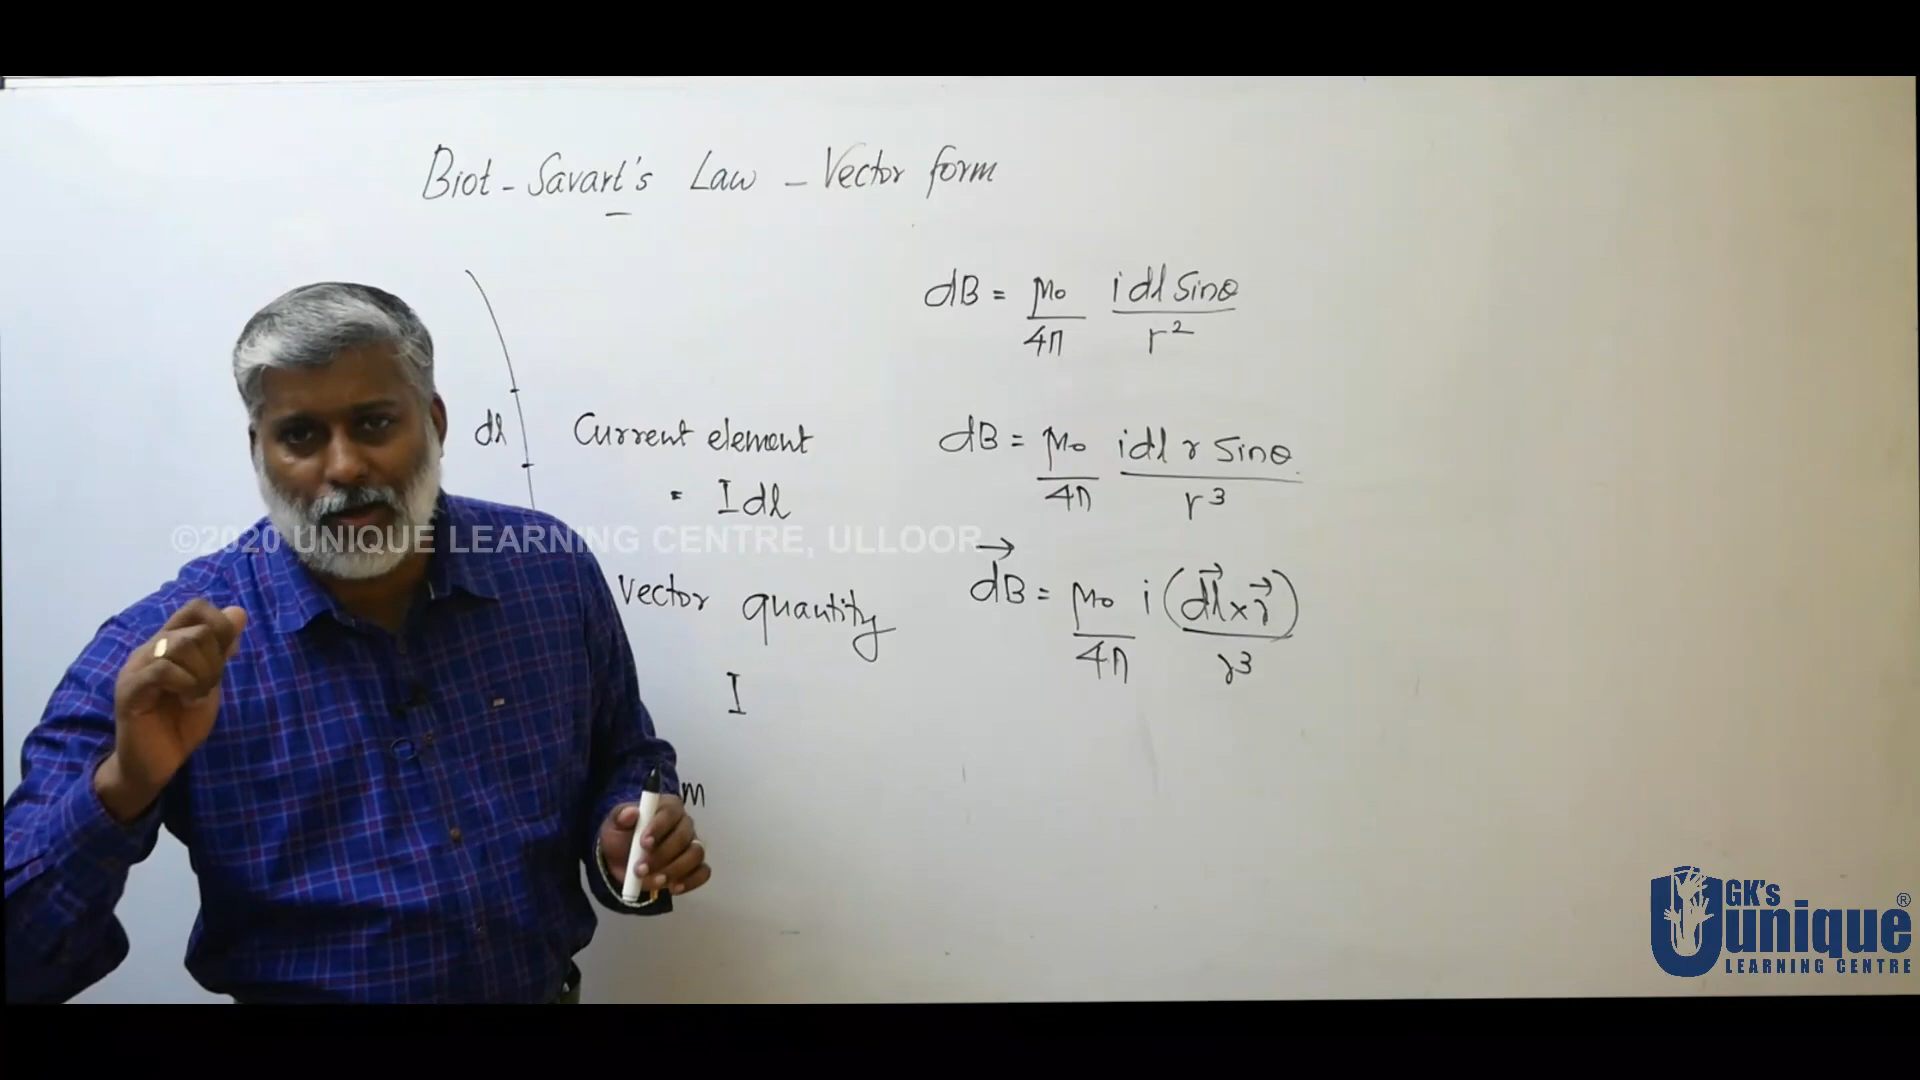 Biot - Savart's Law - Vector form
dl
Current element
= Idl
Vector quantity
I
m
dB = μ₀/4π idl Sinθ/r²
dB = μ₀/4π idl r Sinθ/r³
→dB = μ₀/4π i(→dl×→r)/r³
©2020 UNIQUE LEARNING CENTRE, ULLOOR
GK's
Unique®
LEARNING CENTRE